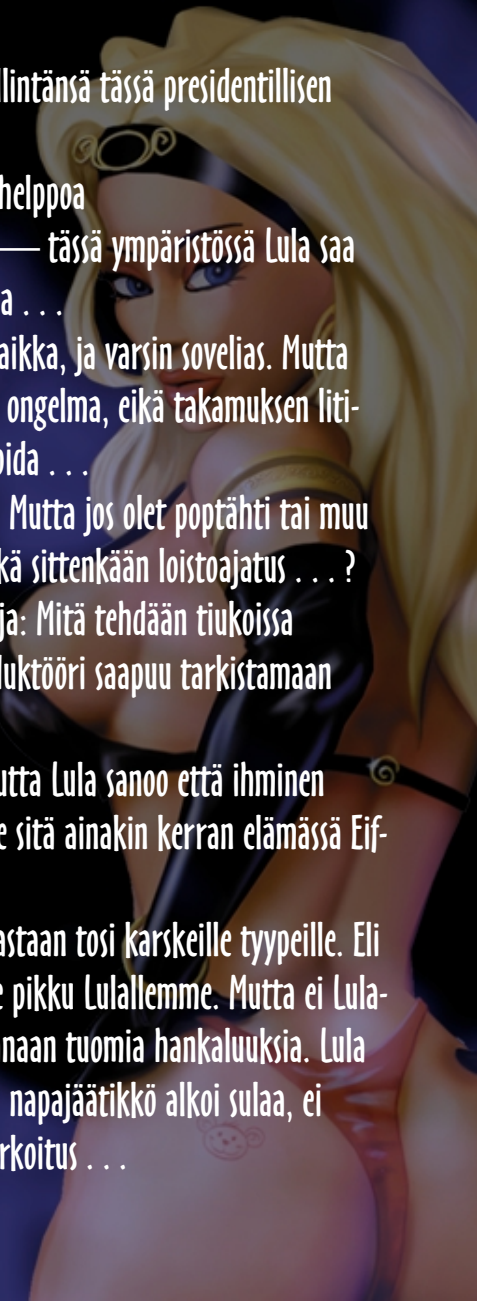 llintänsä tässä presidentillisen
helppoa
— tässä ympäristössä Lula saa
a . . .
aikka, ja varsin sovelias. Mutta
ongelma, eikä takamuksen liti-
oida . . .
Mutta jos olet poptähti tai muu
kä sittenkään loistoajatus . . . ?
ja: Mitä tehdään tiukoissa
duktööri saapuu tarkistamaan
utta Lula sanoo että ihminen
e sitä ainakin kerran elämässä Eif-
astaan tosi karskeille tyypeille. Eli
e pikku Lulallemme. Mutta ei Lula-
naan tuomia hankaluuksia. Lula
napajäätikkö alkoi sulaa, ei
rkoitus . . .